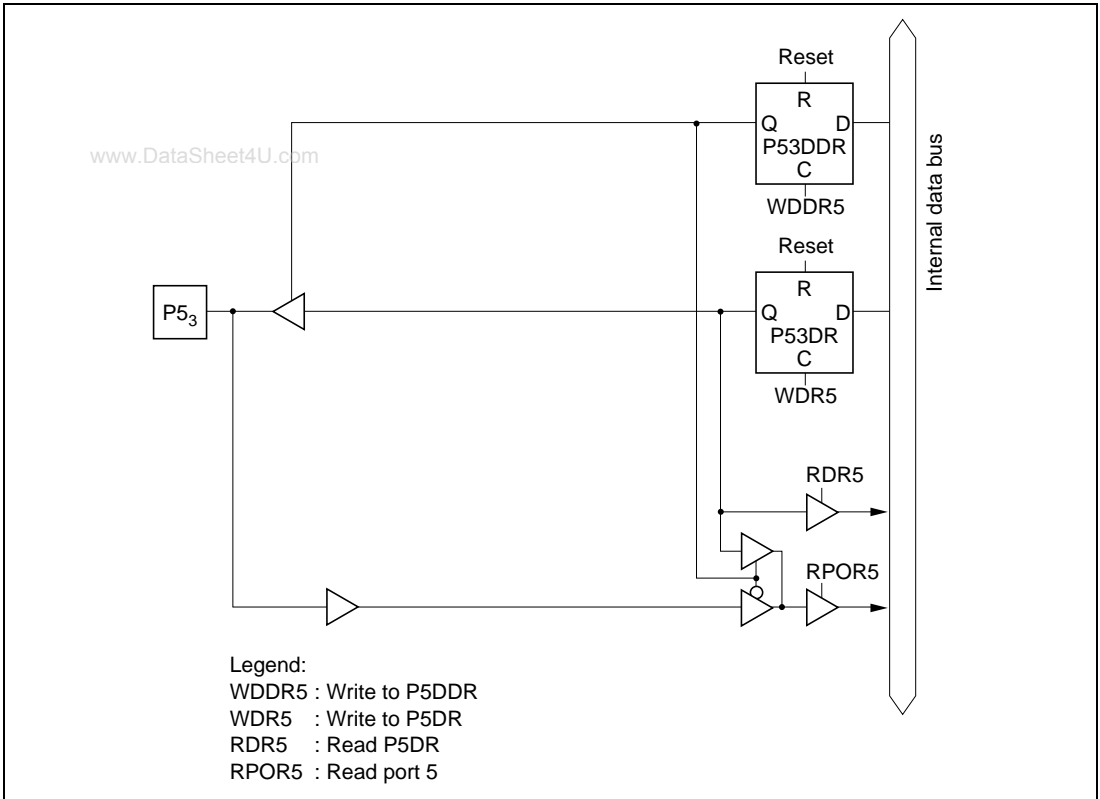 Reset
R
Q D
P53DDR
C
WDDR5
www.DataSheet4U.com
Internal data bus
Reset
R
Q D
P53DR
C
WDR5
P5₃
RDR5
RPOR5
Legend:
WDDR5 : Write to P5DDR
WDR5 : Write to P5DR
RDR5 : Read P5DR
RPOR5 : Read port 5